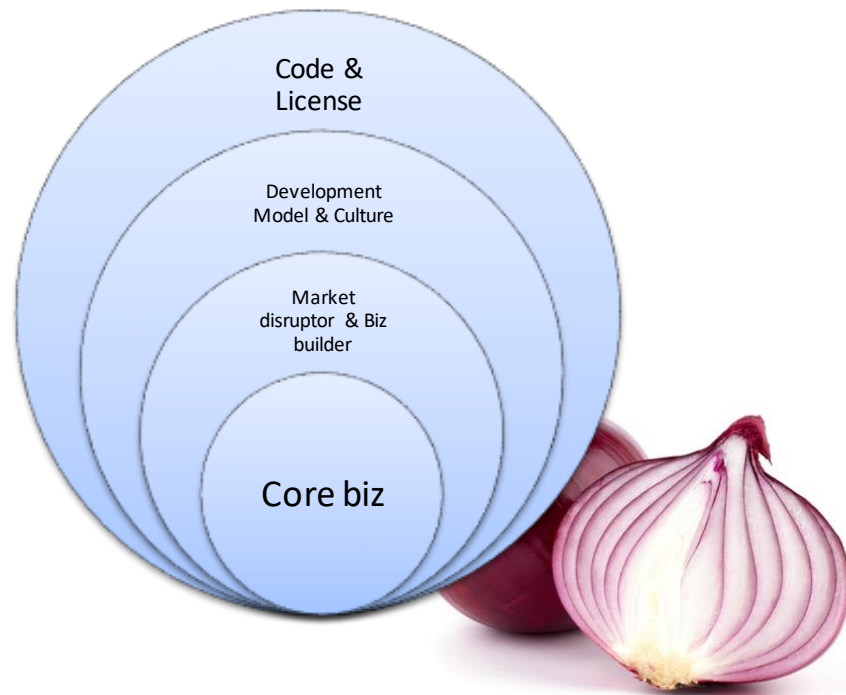 Code &
License
Development
Model & Culture
Market
disruptor & Biz
builder
Core biz